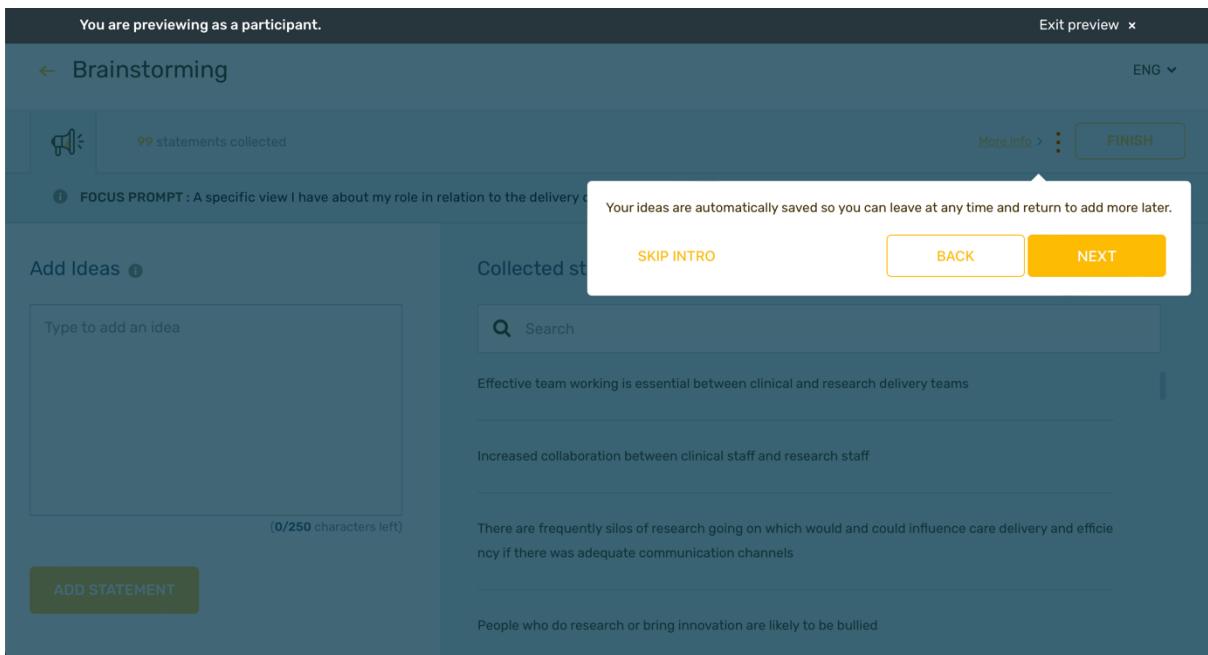 You are previewing as a participant.
Exit preview ×
← Brainstorming
ENG
99 statements collected
More info >
FINISH
FOCUS PROMPT : A specific view I have about my role in relation to the delivery
Your ideas are automatically saved so you can leave at any time and return to add more later.
SKIP INTRO
BACK
NEXT
Add Ideas
Type to add an idea
(0/250 characters left)
ADD STATEMENT
Collected
Search
Effective team working is essential between clinical and research delivery teams
Increased collaboration between clinical staff and research staff
There are frequently silos of research going on which would and could influence care delivery and efficie
ncy if there was adequate communication channels
People who do research or bring innovation are likely to be bullied